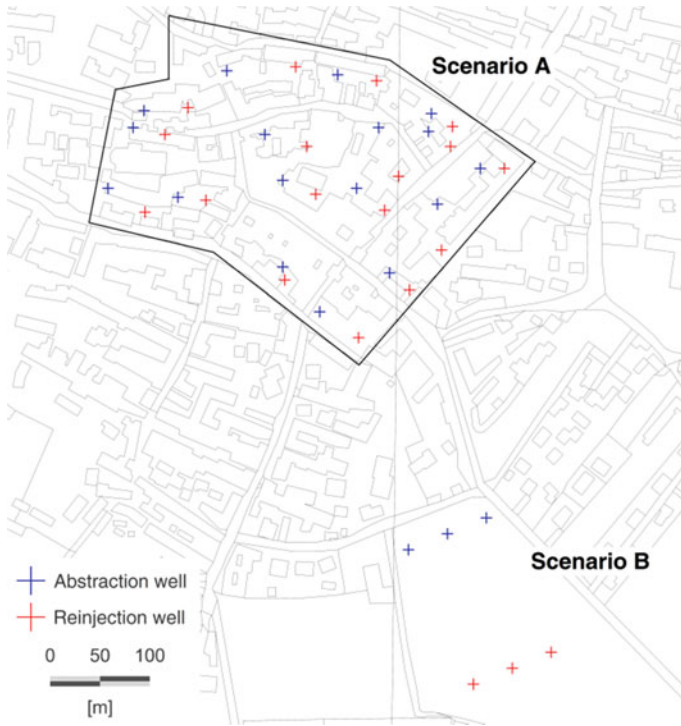 Scenario A
Scenario B
Abstraction well
Reinjection well
0 50 100
[m]